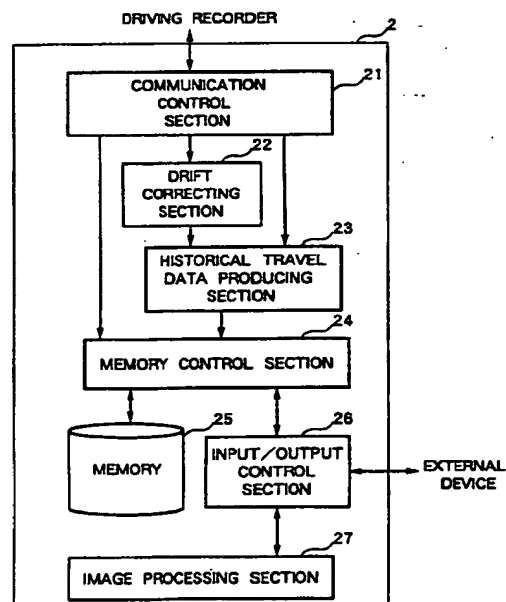 DRIVING RECORDER
2
COMMUNICATION
CONTROL
SECTION
21
22
DRIFT
CORRECTING
SECTION
23
HISTORICAL TRAVEL
DATA PRODUCING
SECTION
24
MEMORY CONTROL SECTION
25
MEMORY
26
INPUT/OUTPUT
CONTROL
SECTION
EXTERNAL
DEVICE
27
IMAGE PROCESSING SECTION